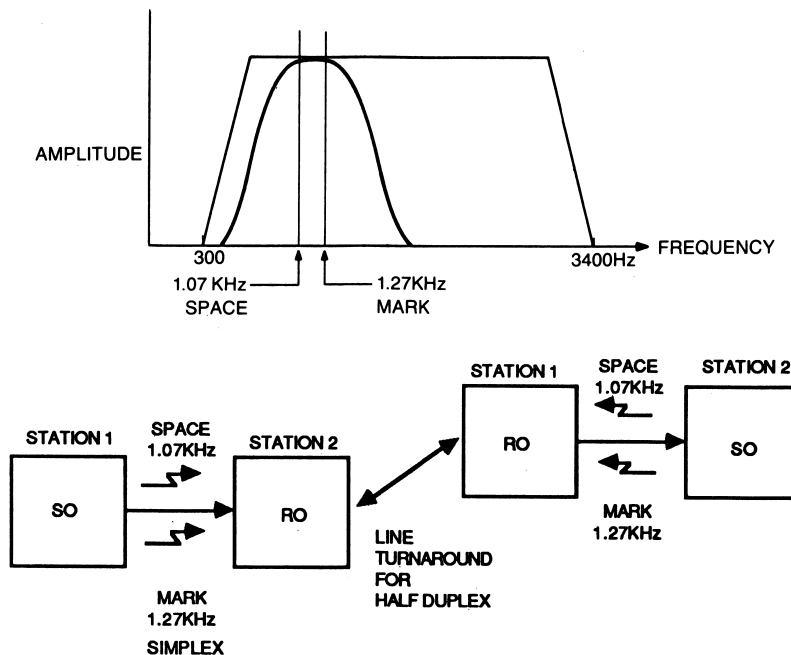 AMPLITUDE
FREQUENCY
300
3400Hz
1.07 KHz
SPACE
1.27KHz
MARK
STATION 1
SO
SPACE
1.07KHz
MARK
1.27KHz
SIMPLEX
STATION 2
RO
LINE
TURNAROUND
FOR
HALF DUPLEX
STATION 1
RO
SPACE
1.07KHz
MARK
1.27KHz
STATION 2
SO